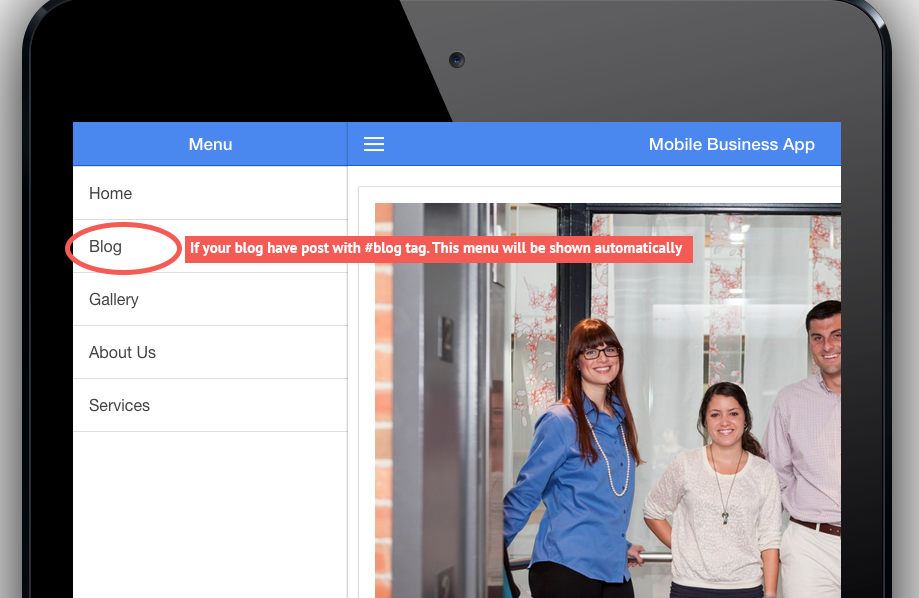 Menu
Mobile Business App
Home
Blog
If your blog have post with #blog tag. This menu will be shown automatically
Gallery
About Us
Services